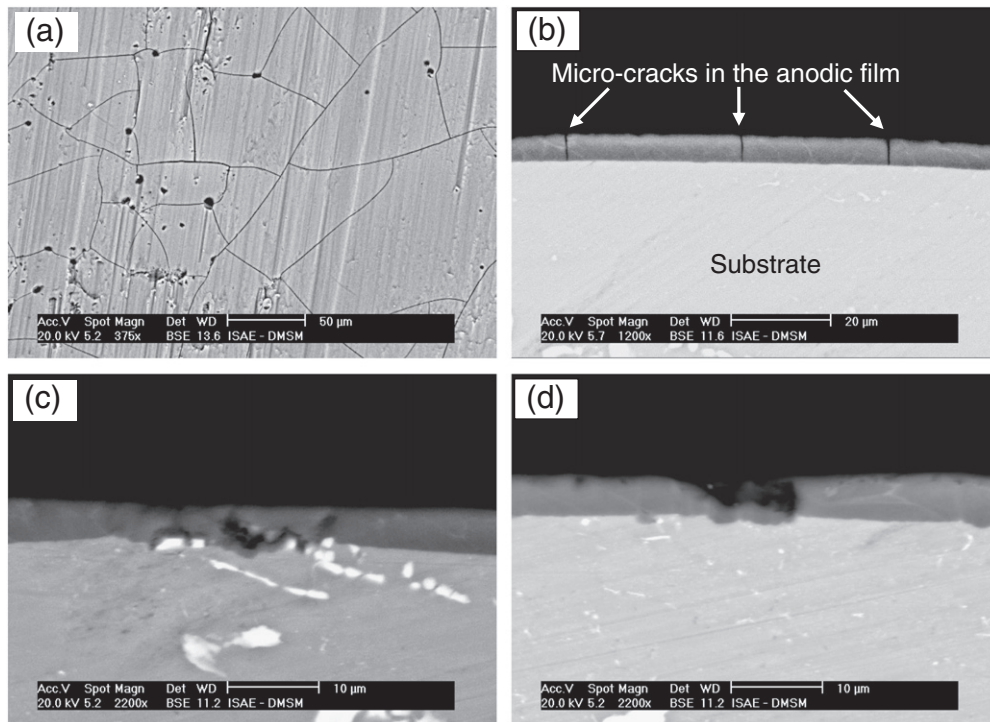 (a)
Acc.V Spot Magn Det WD 50 µm
20.0 kV 5.2 375x BSE 13.6 ISAE - DMSM
(b)
Micro-cracks in the anodic film
Substrate
Acc.V Spot Magn Det WD 20 µm
20.0 kV 5.7 1200x BSE 11.6 ISAE - DMSM
(c)
Acc.V Spot Magn Det WD 10 µm
20.0 kV 5.2 2200x BSE 11.2 ISAE - DMSM
(d)
Acc.V Spot Magn Det WD 10 µm
20.0 kV 5.2 2200x BSE 11.2 ISAE - DMSM